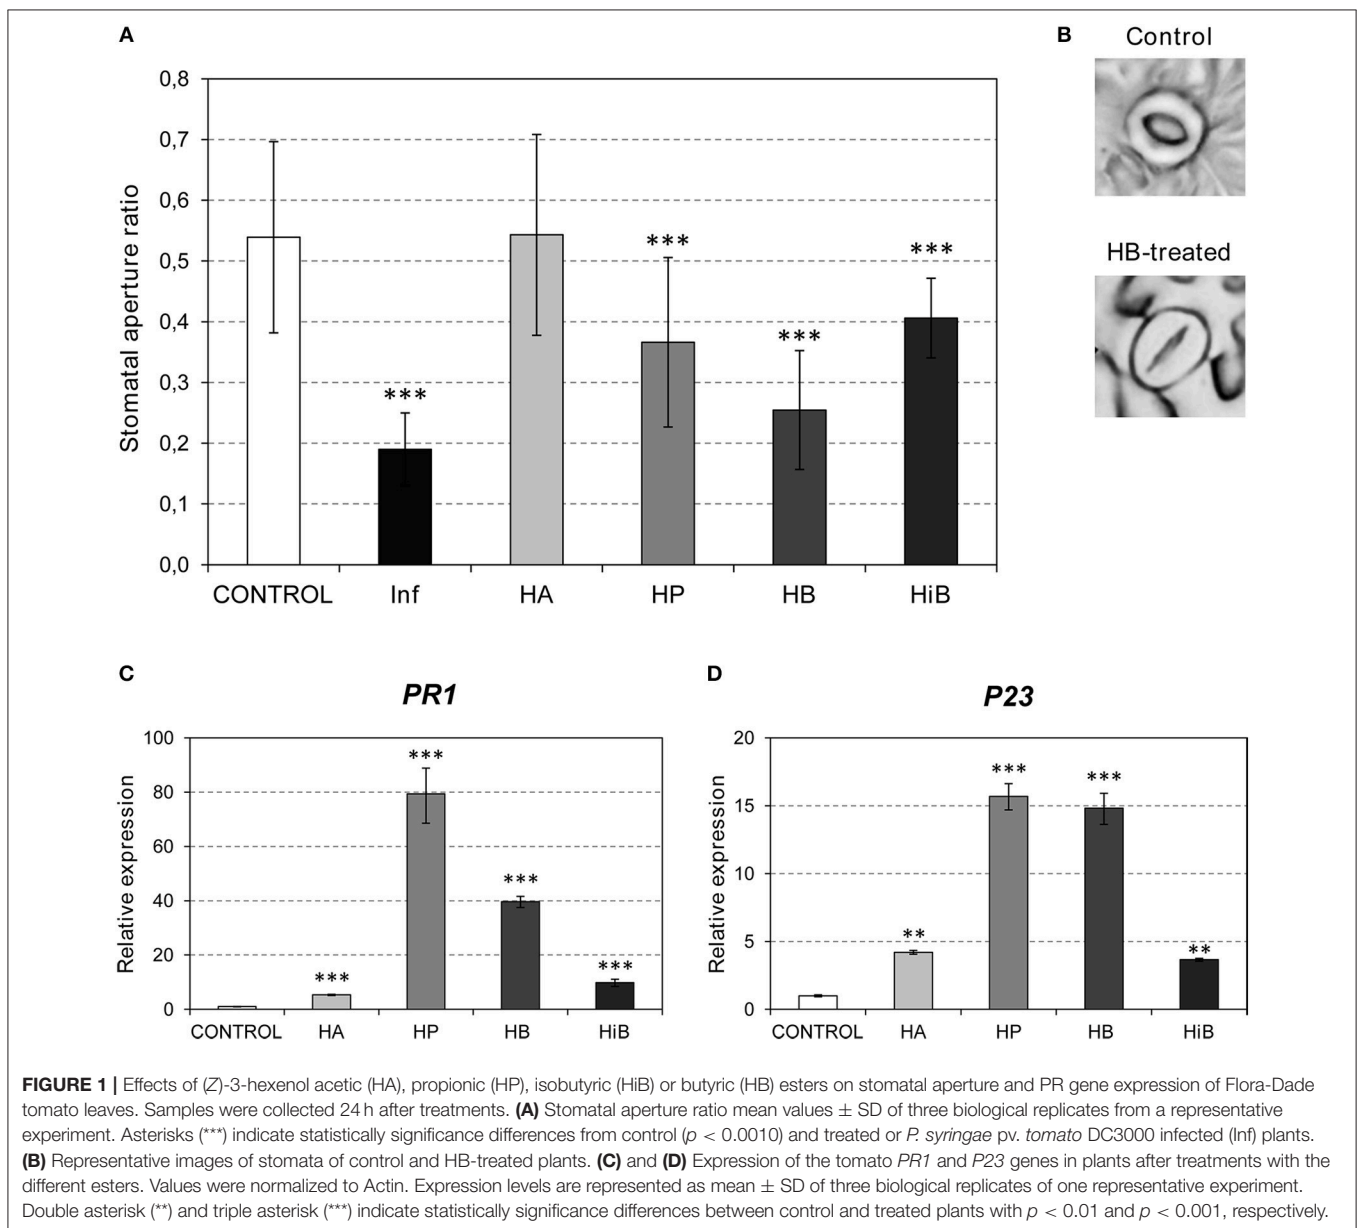 A
B
Control
HB-treated
Stomatal aperture ratio
0,8
0,7
0,6
0,5
0,4
0,3
0,2
0,1
0,0
***
***
***
***
CONTROL Inf HA HP HB HiB
C
PR1
Relative expression
100
80
60
40
20
0
***
***
***
***
CONTROL HA HP HB HiB
D
P23
Relative expression
20
15
10
5
0
**
***
***
**
CONTROL HA HP HB HiB
FIGURE 1 | Effects of (Z)-3-hexenol acetic (HA), propionic (HP), isobutyric (HiB) or butyric (HB) esters on stomatal aperture and PR gene expression of Flora-Dade
tomato leaves. Samples were collected 24 h after treatments. (A) Stomatal aperture ratio mean values ± SD of three biological replicates from a representative
experiment. Asterisks (***) indicate statistically significance differences from control (p < 0.0010) and treated or P. syringae pv. tomato DC3000 infected (Inf) plants.
(B) Representative images of stomata of control and HB-treated plants. (C) and (D) Expression of the tomato PR1 and P23 genes in plants after treatments with the
different esters. Values were normalized to Actin. Expression levels are represented as mean ± SD of three biological replicates of one representative experiment.
Double asterisk (**) and triple asterisk (***) indicate statistically significance differences between control and treated plants with p < 0.01 and p < 0.001, respectively.